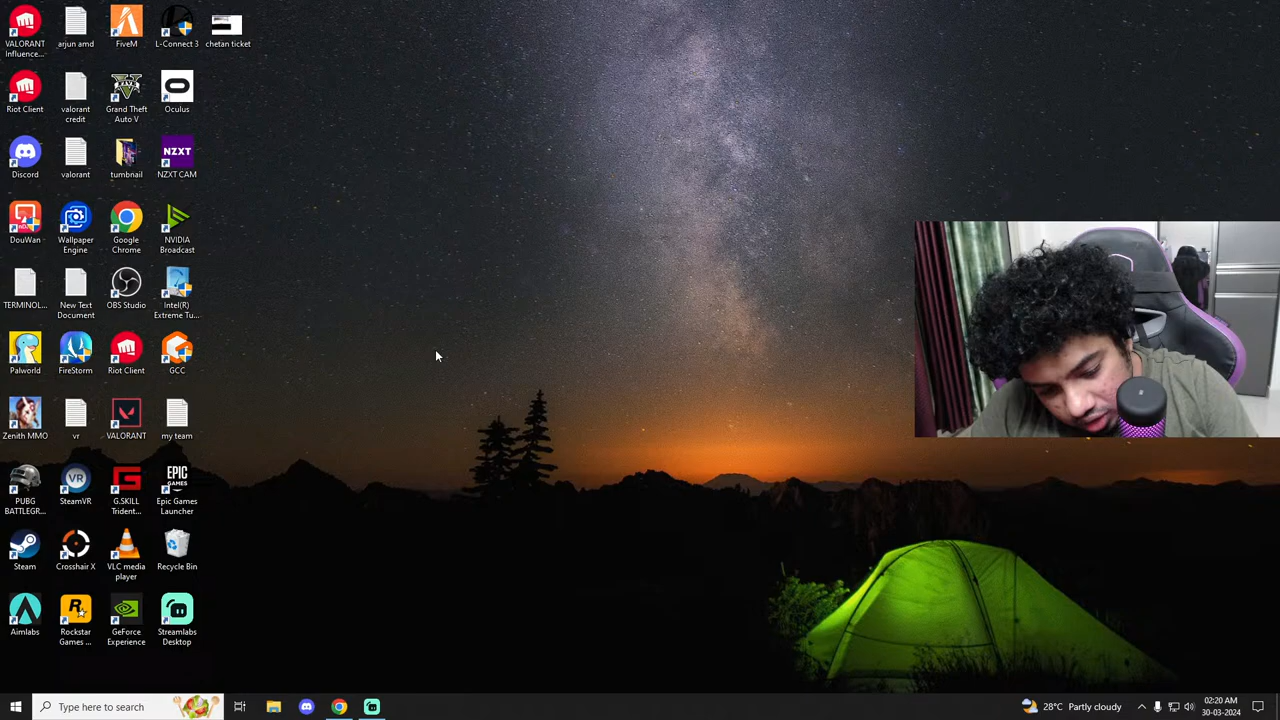 VALORANT
Influence...
arjun amd
FiveM
L-Connect 3
chetan ticket
Riot Client
valorant
credit
Grand Theft
Auto V
Oculus
Discord
valorant
tumbnail
NZXT
NZXT CAM
DouWan
Wallpaper
Engine
Google
Chrome
NVIDIA
Broadcast
TERMINOL...
New Text
Document
OBS Studio
Intel(R)
Extreme Tu...
Palworld
FireStorm
Riot Client
GCC
Zenith MMO
vr
VALORANT
my team
PUBG
BATTLEGR...
VR
SteamVR
G.SKILL
Trident...
EPIC
GAMES
Epic Games
Launcher
Steam
Crosshair X
VLC media
player
Recycle Bin
Aimlabs
R
Rockstar
Games ...
GeForce
Experience
Streamlabs
Desktop
Type here to search
28°C Partly cloudy
02:20 AM
30-03-2024